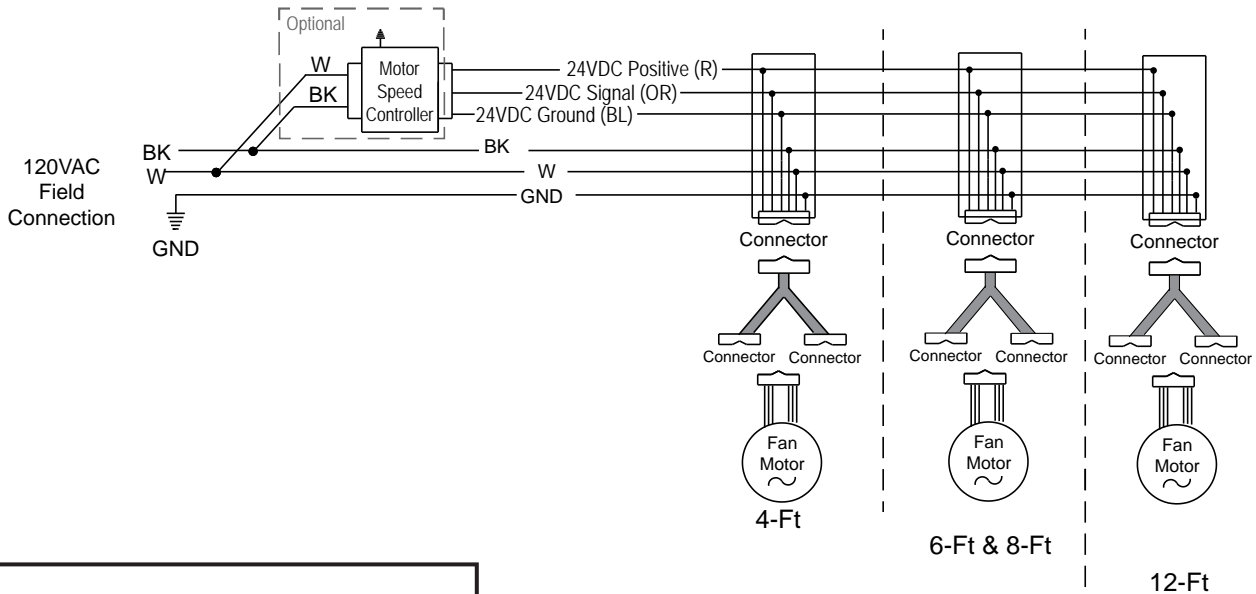 Optional
W
BK
Motor
Speed
Controller
24VDC Positive (R)
24VDC Signal (OR)
24VDC Ground (BL)
120VAC
Field
Connection
BK
W
GND
BK
W
GND
Connector
Connector
Connector
Connector Connector
Connector Connector
Connector Connector
Fan
Motor
Fan
Motor
Fan
Motor
4-Ft
6-Ft & 8-Ft
12-Ft